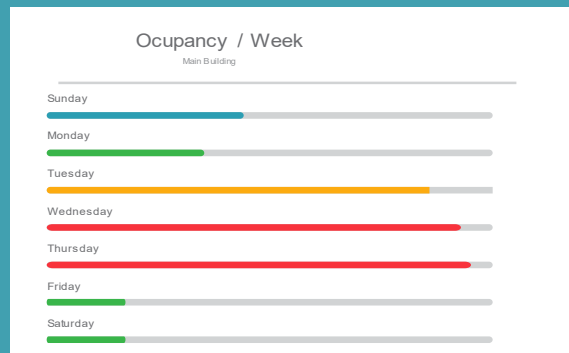 Ocupancy / Week
Main Building
Sunday
Monday
Tuesday
Wednesday
Thursday
Friday
Saturday